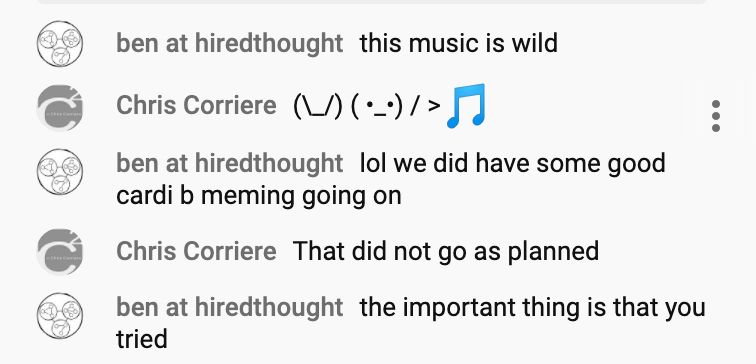 ben at hiredthought this music is wild
Chris Corriere (\_/) ( •_•) / > 🎵
ben at hiredthought lol we did have some good
cardi b meming going on
Chris Corriere That did not go as planned
ben at hiredthought the important thing is that you
tried